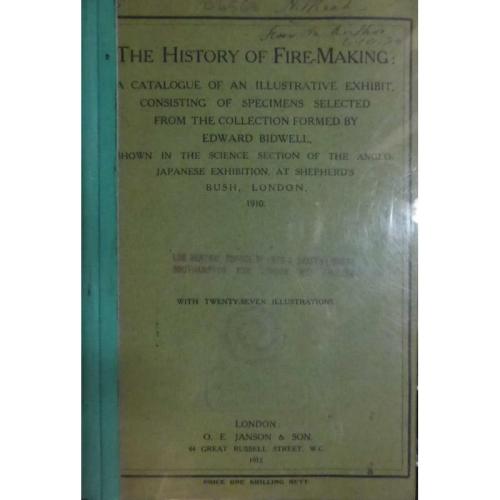 THE HISTORY OF FIRE-MAKING:
A CATALOGUE OF AN ILLUSTRATIVE EXHIBIT,
CONSISTING OF SPECIMENS SELECTED
FROM THE COLLECTION FORMED BY
EDWARD BIDWELL,
SHOWN IN THE SCIENCE SECTION OF THE ANGLO-
JAPANESE EXHIBITION, AT SHEPHERD'S
BUSH, LONDON,
1910.
WITH TWENTY-SEVEN ILLUSTRATIONS.
LONDON:
O. E. JANSON & SON,
44 GREAT RUSSELL STREET, W.C.
1912
PRICE ONE SHILLING NETT.